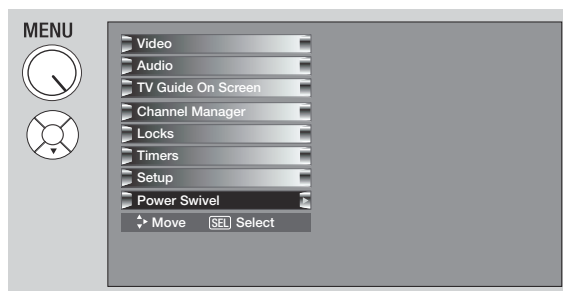 MENU
Video
Audio
TV Guide On Screen
Channel Manager
Locks
Timers
Setup
Power Swivel
Move SEL Select